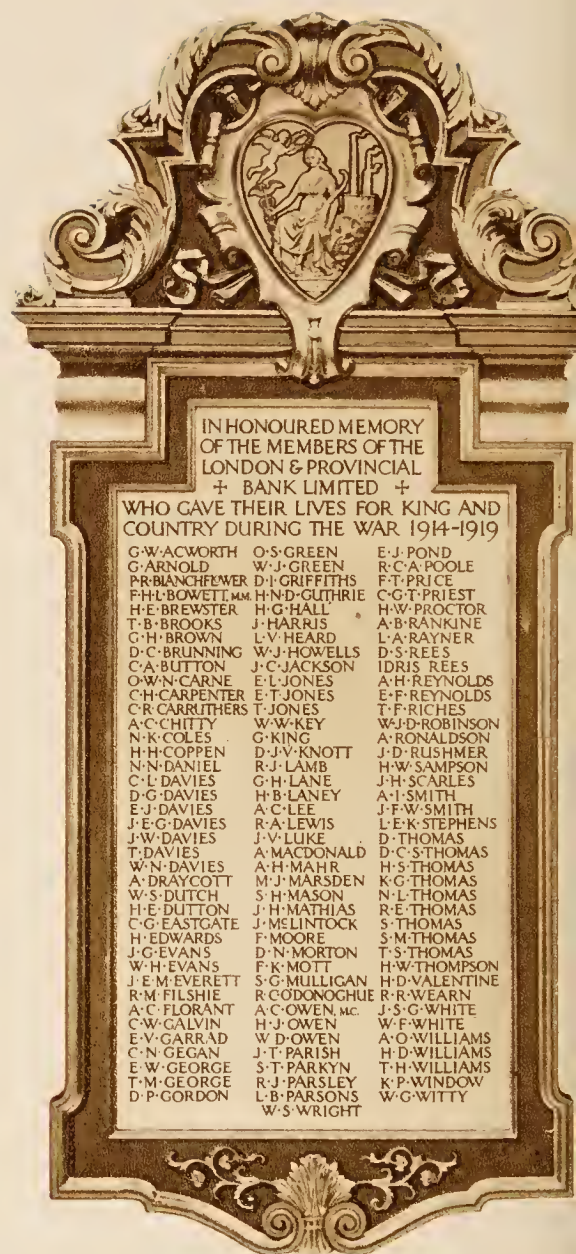 IN HONOURED MEMORY
OF THE MEMBERS OF THE
LONDON & PROVINCIAL
+ BANK LIMITED +
WHO GAVE THEIR LIVES FOR KING AND
COUNTRY DURING THE WAR 1914-1919
G·W·ACWORTH
G·ARNOLD
P·R·BLANCHFLOWER
F·H·L·BOWETT, M.M.
H·E·BREWSTER
T·B·BROOKS
G·H·BROWN
D·C·BRUNNING
C·A·BUTTON
O·W·N·CARNE
C·H·CARPENTER
C·R·CARRUTHERS
A·C·CHITTY
N·K·COLES
H·H·COPPEN
N·N·DANIEL
C·L·DAVIES
D·G·DAVIES
E·J·DAVIES
J·E·G·DAVIES
J·W·DAVIES
T·DAVIES
W·N·DAVIES
A·DRAYCOTT
W·S·DUTCH
H·E·DUTTON
C·G·EASTGATE
H·EDWARDS
J·G·EVANS
W·H·EVANS
J·E·M·EVERETT
R·M·FILSHIE
A·C·FLORANT
C·W·GALVIN
E·V·GARRAD
C·N·GEGAN
E·W·GEORGE
T·M·GEORGE
D·P·GORDON
O·S·GREEN
W·J·GREEN
D·I·GRIFFITHS
H·N·D·GUTHRIE
H·G·HALL
J·HARRIS
L·V·HEARD
W·J·HOWELLS
J·C·JACKSON
E·L·JONES
E·T·JONES
T·JONES
W·W·KEY
G·KING
D·J·V·KNOTT
R·J·LAMB
G·H·LANE
H·B·LANEY
A·C·LEE
R·A·LEWIS
J·V·LUKE
A·MACDONALD
A·H·MAHR
M·J·MARSDEN
S·H·MASON
J·H·MATHIAS
J·McLINTOCK
F·MOORE
D·N·MORTON
F·K·MOTT
S·G·MULLIGAN
R·C·O'DONOGHUE
A·C·OWEN, M.C.
H·J·OWEN
W·D·OWEN
J·T·PARISH
S·T·PARKYN
R·J·PARSLEY
L·B·PARSONS
E·J·POND
R·C·A·POOLE
F·T·PRICE
C·G·T·PRIEST
H·W·PROCTOR
A·B·RANKINE
L·A·RAYNER
D·S·REES
IDRIS REES
A·H·REYNOLDS
E·F·REYNOLDS
T·F·RICHES
W·J·D·ROBINSON
A·RONALDSON
J·D·RUSHMER
H·W·SAMPSON
J·H·SCARLES
A·I·SMITH
J·F·W·SMITH
L·E·K·STEPHENS
D·THOMAS
D·C·S·THOMAS
H·S·THOMAS
K·G·THOMAS
N·L·THOMAS
R·E·THOMAS
S·THOMAS
S·M·THOMAS
T·S·THOMAS
H·W·THOMPSON
H·D·VALENTINE
R·R·WEARN
J·S·G·WHITE
W·F·WHITE
A·O·WILLIAMS
H·D·WILLIAMS
T·H·WILLIAMS
K·P·WINDOW
W·G·WITTY
W·S·WRIGHT